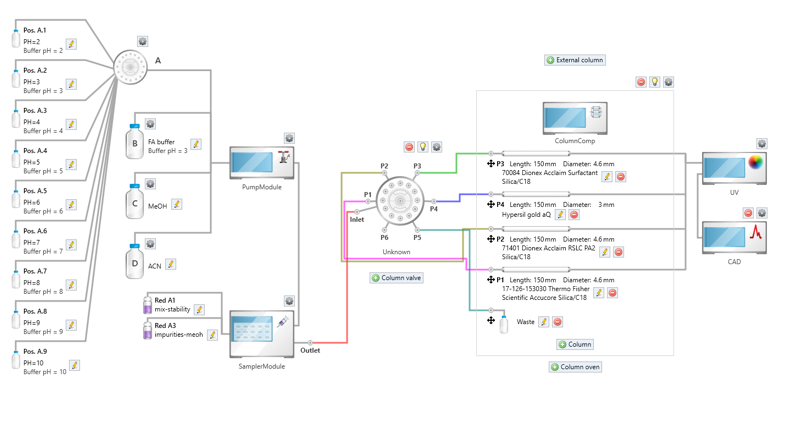 Pos. A.1
PH=2
Buffer pH = 2
Pos. A.2
PH=3
Buffer pH = 3
Pos. A.3
PH=4
Buffer pH = 4
Pos. A.4
PH=5
Buffer pH = 5
Pos. A.5
PH=6
Buffer pH = 6
Pos. A.6
PH=7
Buffer pH = 7
Pos. A.7
PH=8
Buffer pH = 8
Pos. A.8
PH=9
Buffer pH = 9
Pos. A.9
PH=10
Buffer pH = 10
A
B
FA buffer
Buffer pH = 3
C
MeOH
D
ACN
PumpModule
Red A1
mix-stability
Red A3
impurities-meoh
SamplerModule
Outlet
P2
P3
P1
P4
Inlet
P6
P5
Unknown
Column valve
External column
ColumnComp
P3 Length: 150 mm Diameter: 4.6 mm
70084 Dionex Acclaim Surfactant
Silica/C18
P4 Length: 150 mm Diameter: 3 mm
Hypersil gold aQ
P2 Length: 150 mm Diameter: 4.6 mm
71401 Dionex Acclaim RSLC PA2
Silica/C18
P1 Length: 150 mm Diameter: 4.6 mm
17-126-153030 Thermo Fisher
Scientific Accucore Silica/C18
Waste
Column
Column oven
UV
CAD